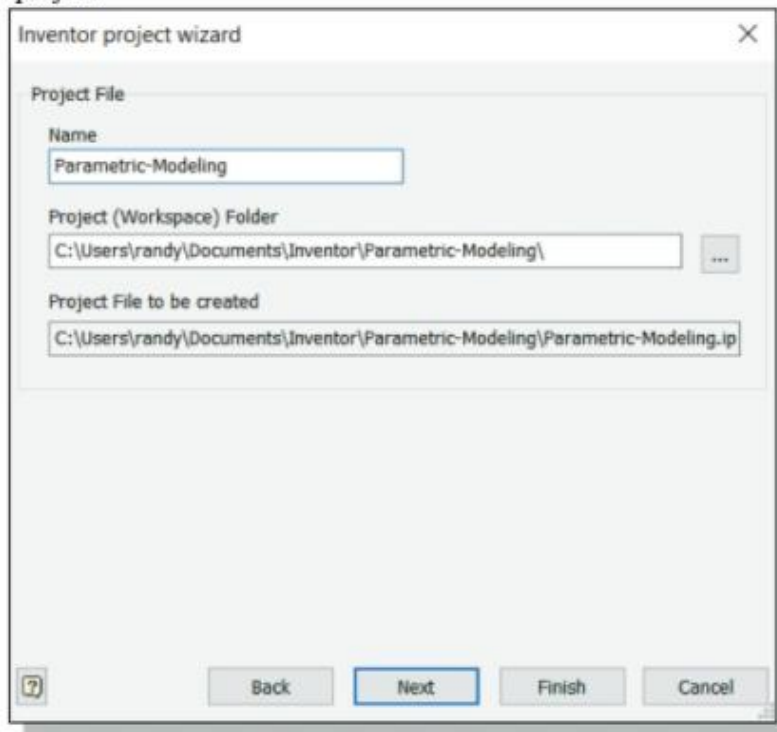 Inventor project wizard
Project File
Name
Parametric-Modeling
Project (Workspace) Folder
C:\Users\randy\Documents\Inventor\Parametric-Modeling\
...
Project File to be created
C:\Users\randy\Documents\Inventor\Parametric-Modeling\Parametric-Modeling.ip
? Back Next Finish Cancel